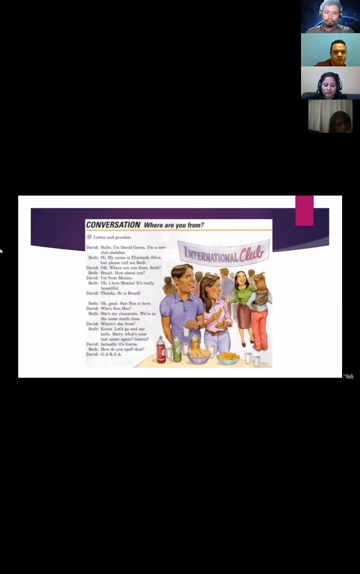 CONVERSATION Where are you from?
Listen and practice.
INTERNATIONAL Club
David: Hello, I'm David Garza. I'm a new
club member.
Beth: Hi. My name is Elizabeth Silva,
but please call me Beth.
David: OK. Where are you from, Beth?
Beth: Brazil. How about you?
David: I'm from Mexico.
Beth: Oh, I love Mexico! It's really
beautiful.
David: Thanks. So is Brazil!
Beth: Oh, good. Sun Hee is here.
David: Who's Sun Hee?
Beth: She's my classmate. We're in
the same math class.
David: Where's she from?
Beth: Korea. Let's go and say
hello. Sorry, what's your
last name again? Garcia?
David: Actually, it's Garza.
Beth: How do you spell that?
David: G-A-R-Z-A.